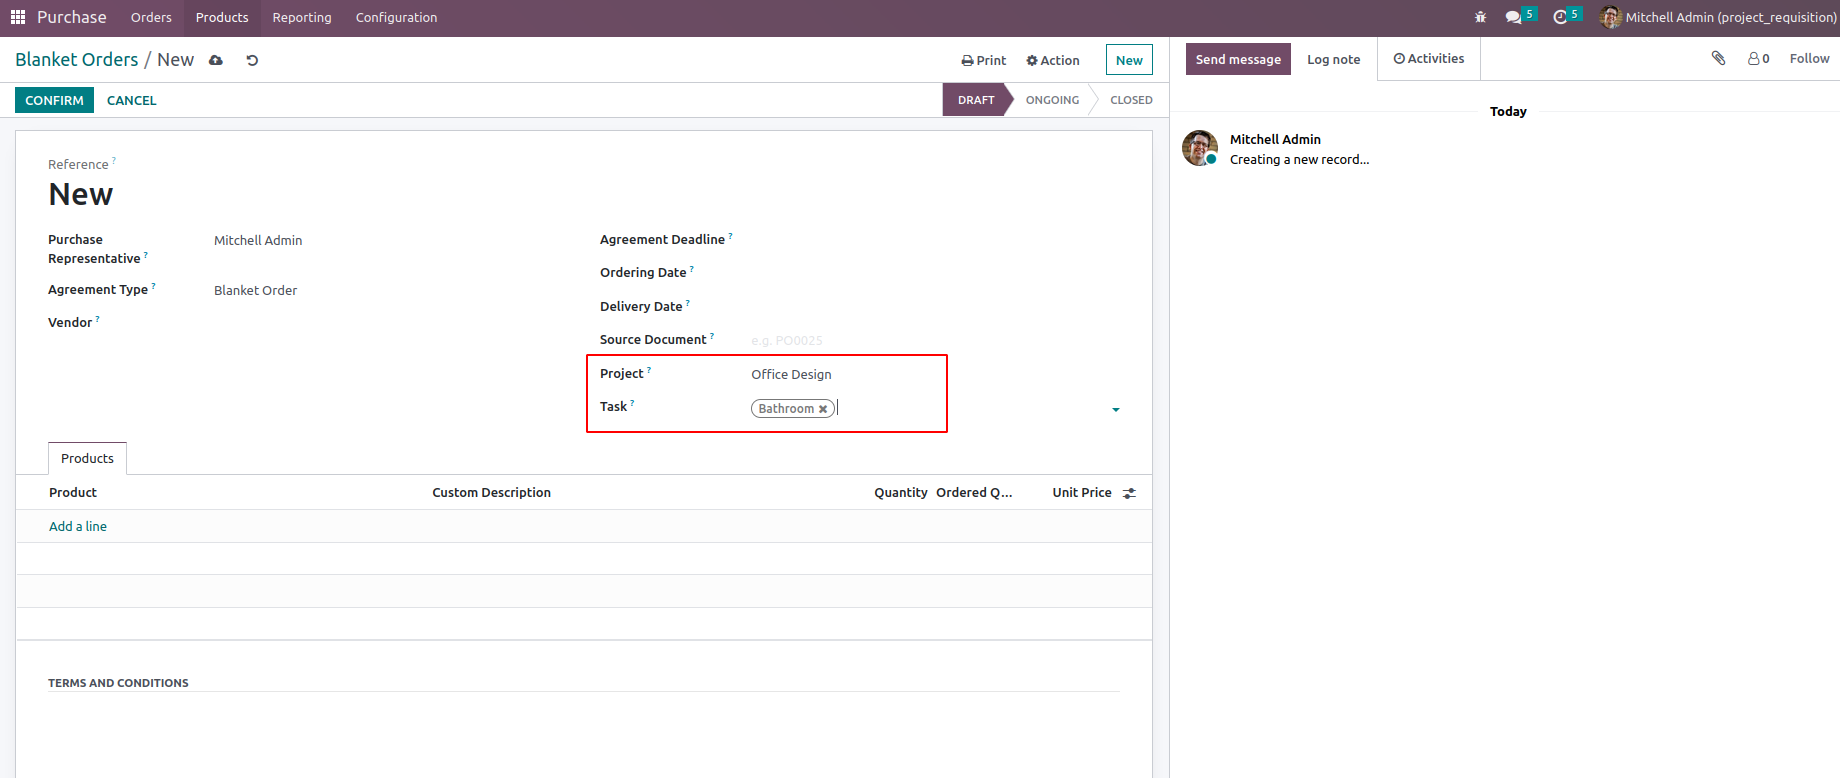 Purchase Orders Products Reporting Configuration 5 5 Mitchell Admin (project_requisition)
Blanket Orders / New Print Action New Send message Log note Activities 0 Follow
CONFIRM CANCEL DRAFT ONGOING CLOSED
Today
Mitchell Admin
Creating a new record...
Reference ?
New
Purchase Representative ? Mitchell Admin
Agreement Type ? Blanket Order
Vendor ?
Agreement Deadline ?
Ordering Date ?
Delivery Date ?
Source Document ? e.g. PO0025
Project ? Office Design
Task ? Bathroom ✖
Products
Product Custom Description Quantity Ordered Q... Unit Price
Add a line
TERMS AND CONDITIONS